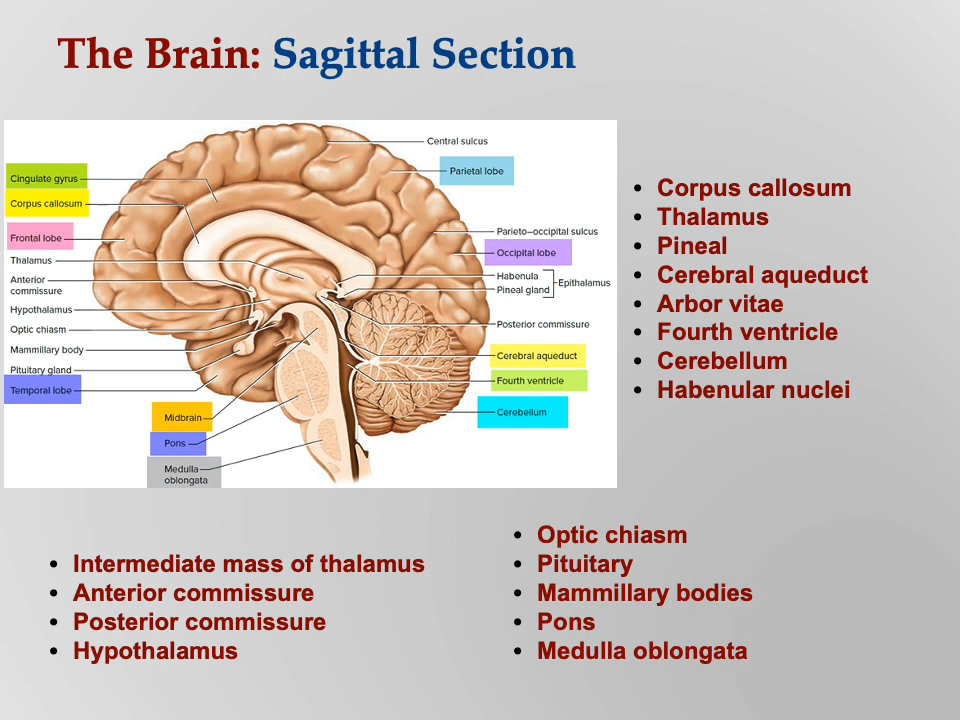 The Brain: Sagittal Section
Central sulcus
Parietal lobe
Cingulate gyrus
Corpus callosum
Frontal lobe
Thalamus
Anterior
commissure
Hypothalamus
Optic chiasm
Mammillary body
Pituitary gland
Temporal lobe
Parieto–occipital sulcus
Occipital lobe
Habenula
Pineal gland
Epithalamus
Posterior commissure
Cerebral aqueduct
Fourth ventricle
Cerebellum
Midbrain
Pons
Medulla
oblongata
• Corpus callosum
• Thalamus
• Pineal
• Cerebral aqueduct
• Arbor vitae
• Fourth ventricle
• Cerebellum
• Habenular nuclei
• Intermediate mass of thalamus
• Anterior commissure
• Posterior commissure
• Hypothalamus
• Optic chiasm
• Pituitary
• Mammillary bodies
• Pons
• Medulla oblongata